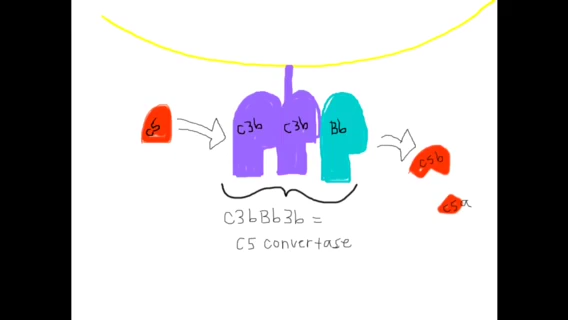 C5
C3b
C3b
Bb
C5b
C5a
C3bBb3b =
C5 convertase